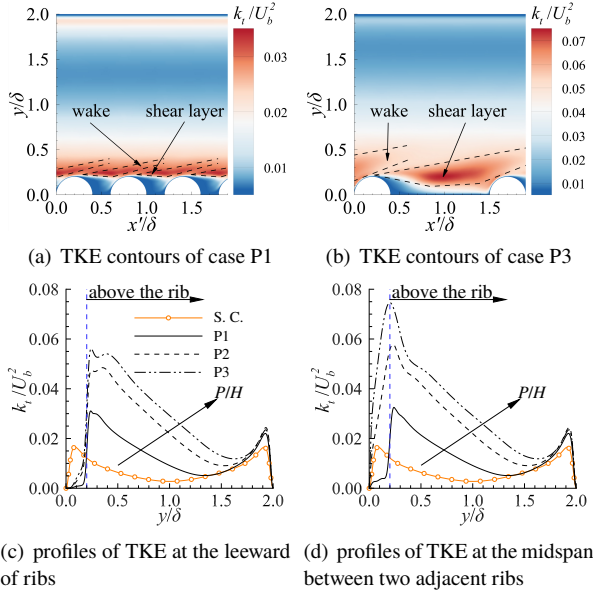 k_t/U_b^2
k_t/U_b^2
2.0
1.5
1.0
0.5
0.0
y/δ
wake
shear layer
0.0
0.5
1.0
1.5
x'/δ
0.03
0.02
0.01
2.0
1.5
1.0
0.5
0.0
y/δ
wake
shear layer
0.0
0.5
1.0
1.5
x'/δ
0.07
0.06
0.05
0.04
0.03
0.02
0.01
(a) TKE contours of case P1
(b) TKE contours of case P3
0.08
0.06
0.04
0.02
0.00
k_t/U_b^2
above the rib
S. C.
P1
P2
P3
P/H
0.0
0.5
1.0
1.5
2.0
y/δ
0.08
0.06
0.04
0.02
0.00
k_t/U_b^2
above the rib
P/H
0.0
0.5
1.0
1.5
2.0
y/δ
(c) profiles of TKE at the leeward
of ribs
(d) profiles of TKE at the midspan
between two adjacent ribs